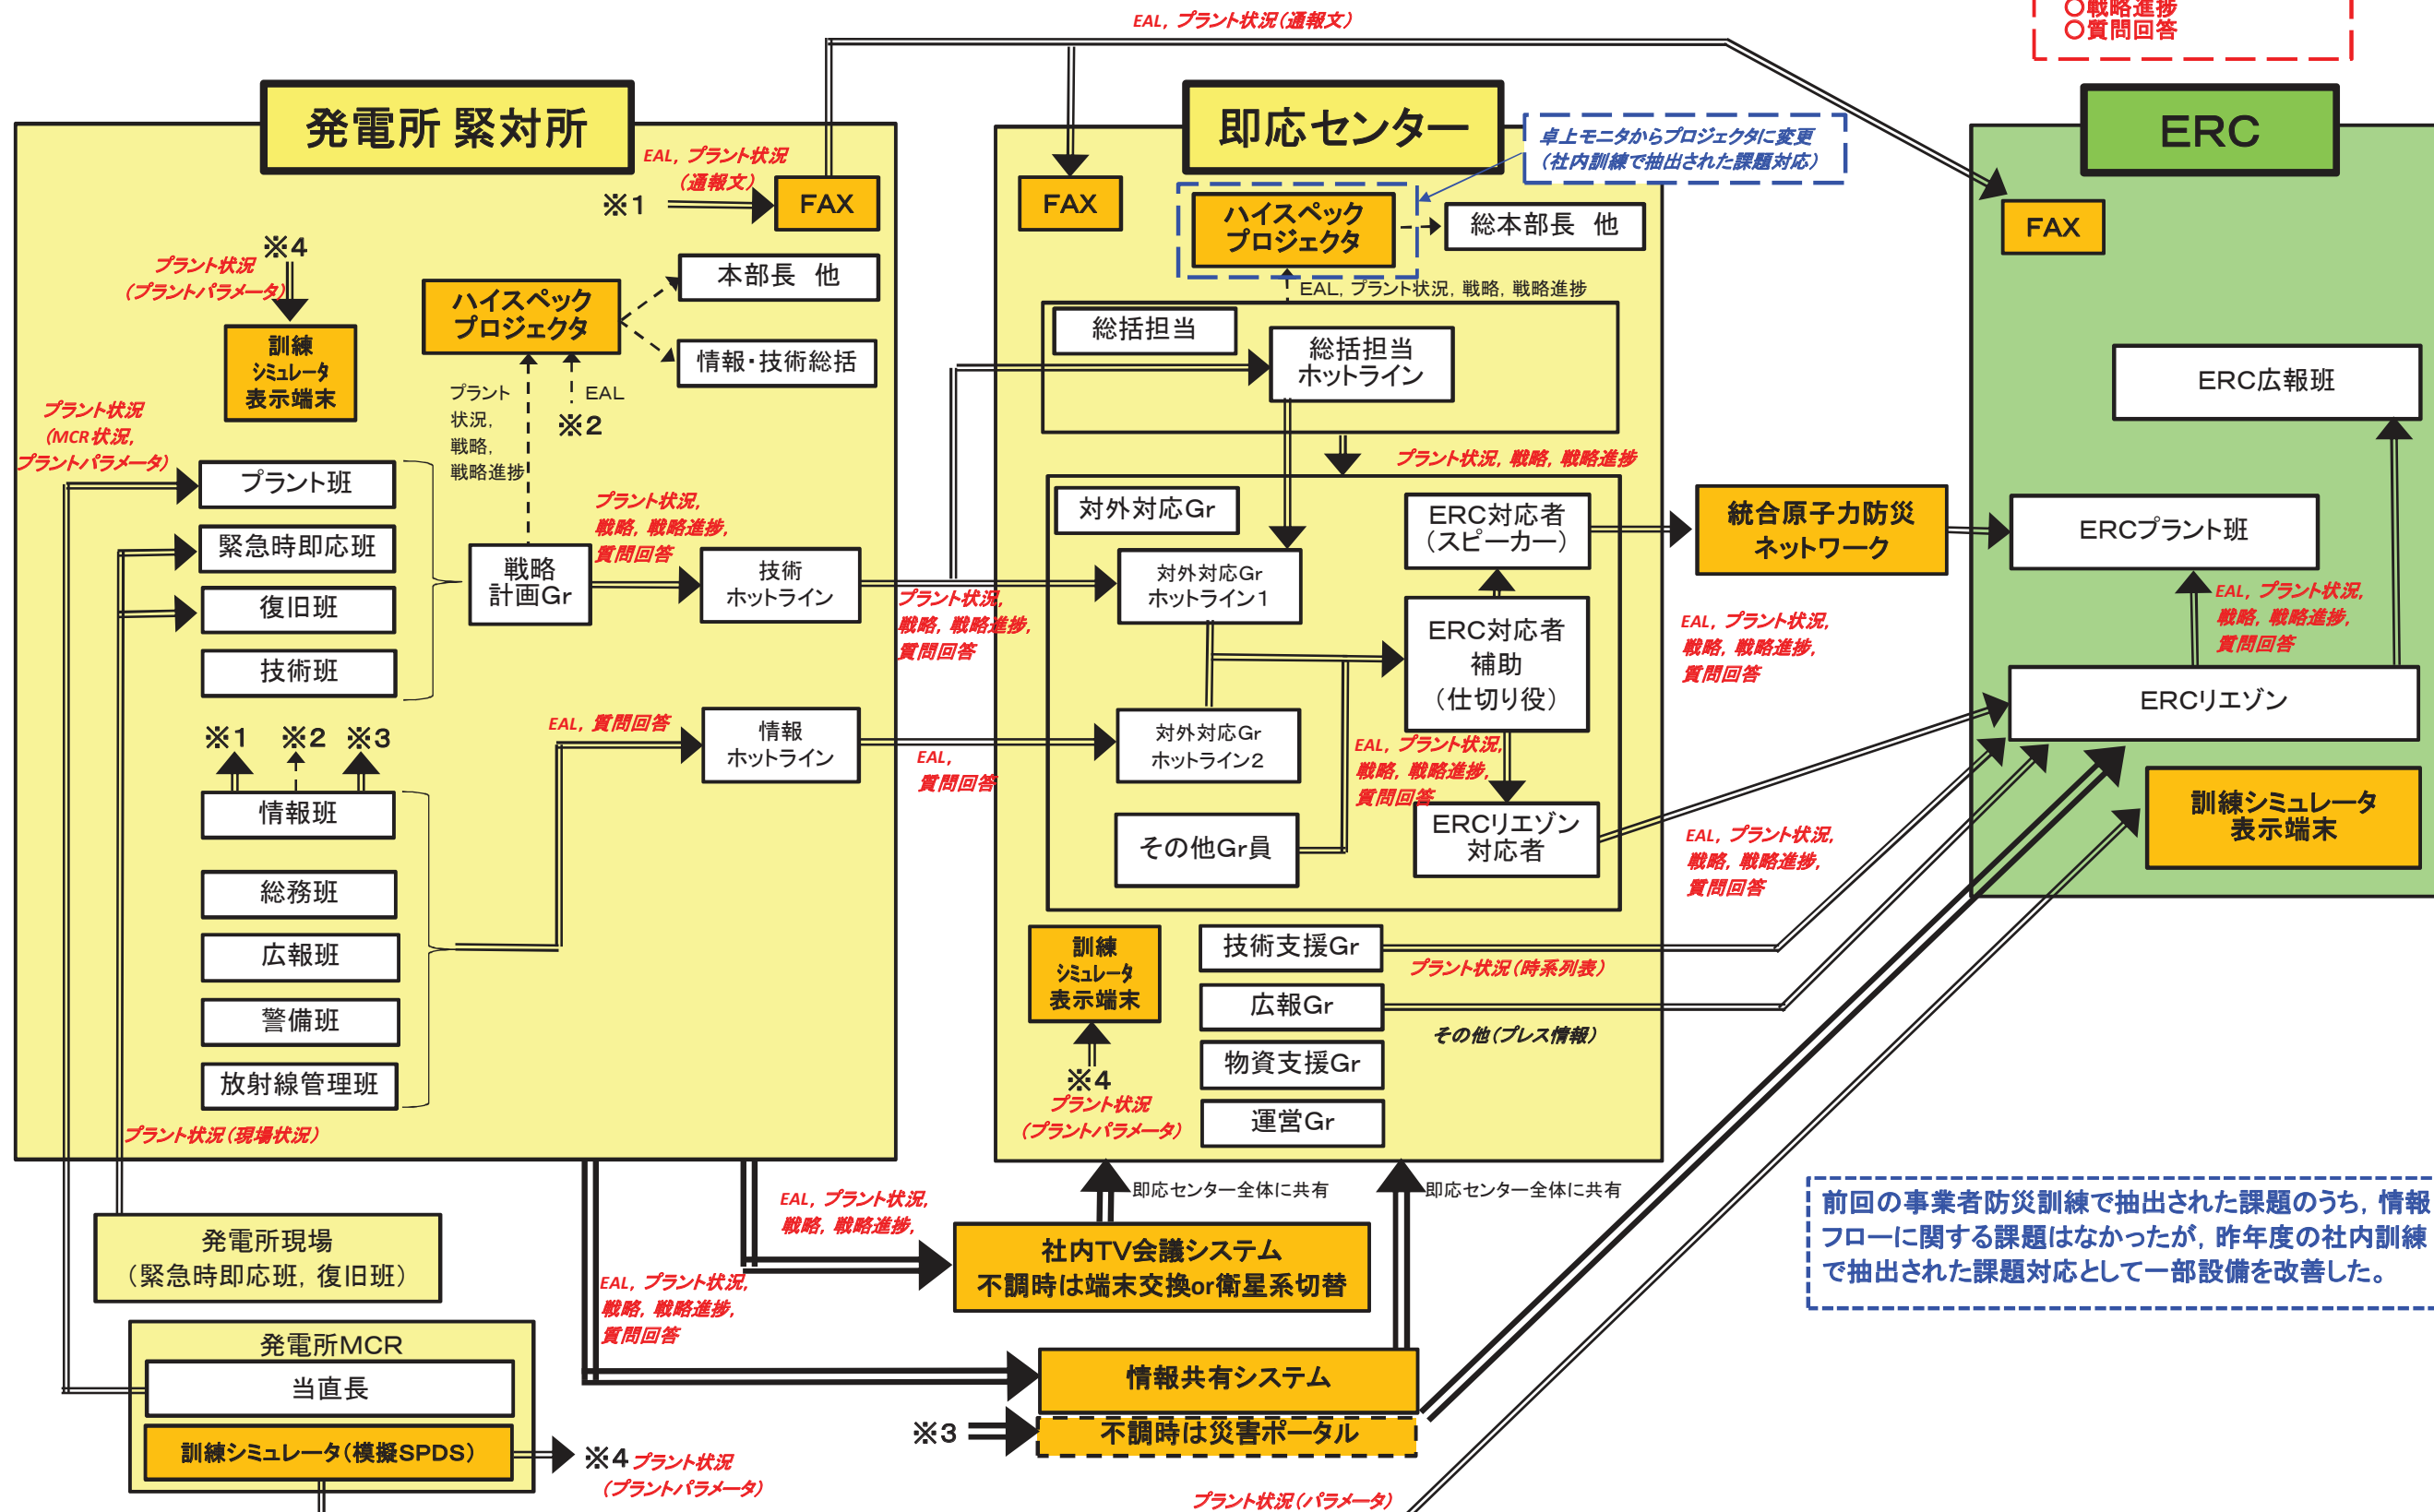 EAL, プラント状況(通報文)
〇戦略進捗
〇質問回答
発電所 緊対所
EAL, プラント状況
(通報文)
※1
FAX
※4
プラント状況
(プラントパラメータ)
訓練
シミュレータ
表示端末
ハイスペック
プロジェクタ
本部長 他
情報・技術総括
プラント
状況,
戦略,
戦略進捗
EAL
※2
プラント状況
(MCR状況,
プラントパラメータ)
プラント班
緊急時即応班
復旧班
技術班
戦略
計画Gr
プラント状況,
戦略, 戦略進捗,
質問回答
技術
ホットライン
※1
※2
※3
情報班
総務班
広報班
警備班
放射線管理班
EAL, 質問回答
情報
ホットライン
プラント状況(現場状況)
発電所現場
(緊急時即応班, 復旧班)
発電所MCR
当直長
訓練シミュレータ(模擬SPDS)
※4
プラント状況
(プラントパラメータ)
プラント状況,
戦略, 戦略進捗,
質問回答
EAL,
質問回答
即応センター
卓上モニタからプロジェクタに変更
(社内訓練で抽出された課題対応)
FAX
ハイスペック
プロジェクタ
総本部長 他
EAL, プラント状況, 戦略, 戦略進捗
総括担当
総括担当
ホットライン
プラント状況, 戦略, 戦略進捗
対外対応Gr
ERC対応者
(スピーカー)
対外対応Gr
ホットライン1
ERC対応者
補助
(仕切り役)
対外対応Gr
ホットライン2
EAL, プラント状況,
戦略, 戦略進捗,
質問回答
その他Gr員
ERCリエゾン
対応者
訓練
シミュレータ
表示端末
※4
プラント状況
(プラントパラメータ)
技術支援Gr
プラント状況(時系列表)
広報Gr
その他(プレス情報)
物資支援Gr
運営Gr
即応センター全体に共有
即応センター全体に共有
EAL, プラント状況,
戦略, 戦略進捗,
社内TV会議システム
不調時は端末交換or衛星系切替
EAL, プラント状況,
戦略, 戦略進捗,
質問回答
情報共有システム
※3
不調時は災害ポータル
プラント状況(パラメータ)
統合原子力防災
ネットワーク
EAL, プラント状況,
戦略, 戦略進捗,
質問回答
EAL, プラント状況,
戦略, 戦略進捗,
質問回答
ERC
FAX
ERC広報班
ERCプラント班
EAL, プラント状況,
戦略, 戦略進捗,
質問回答
ERCリエゾン
訓練シミュレータ
表示端末
前回の事業者防災訓練で抽出された課題のうち, 情報
フローに関する課題はなかったが, 昨年度の社内訓練
で抽出された課題対応として一部設備を改善した。